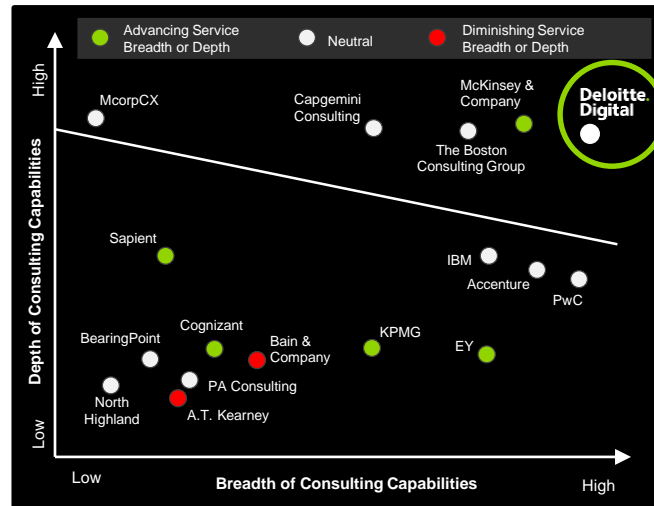 Advancing Service
Breadth or Depth
Neutral
Diminishing Service
Breadth or Depth
High
Depth of Consulting Capabilities
Low
McorpCX
Capgemini
Consulting
McKinsey &
Company
The Boston
Consulting Group
Deloitte.
Digital
Sapient
IBM
Accenture
PwC
BearingPoint
Cognizant
Bain &
Company
KPMG
EY
North
Highland
PA Consulting
A.T. Kearney
Low
Breadth of Consulting Capabilities
High